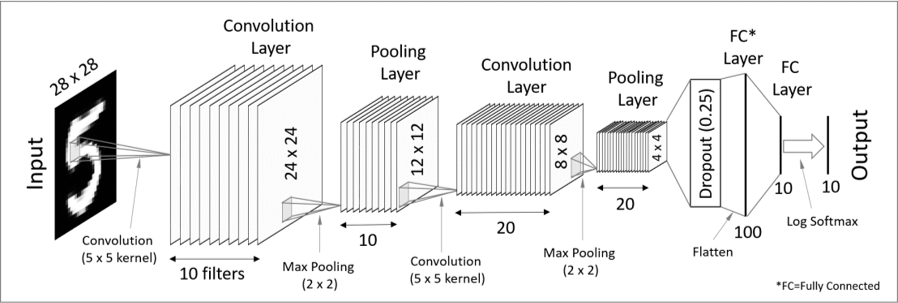 Input
28 x 28
Convolution
(5 x 5 kernel)
Convolution
Layer
24 x 24
10 filters
Max Pooling
(2 x 2)
Pooling
Layer
12 x 12
10
Convolution
(5 x 5 kernel)
Convolution
Layer
8 x 8
20
Max Pooling
(2 x 2)
Pooling
Layer
4 x 4
20
Dropout (0.25)
Flatten
FC*
Layer
100
FC
Layer
10
Log Softmax
10
Output
*FC=Fully Connected
5